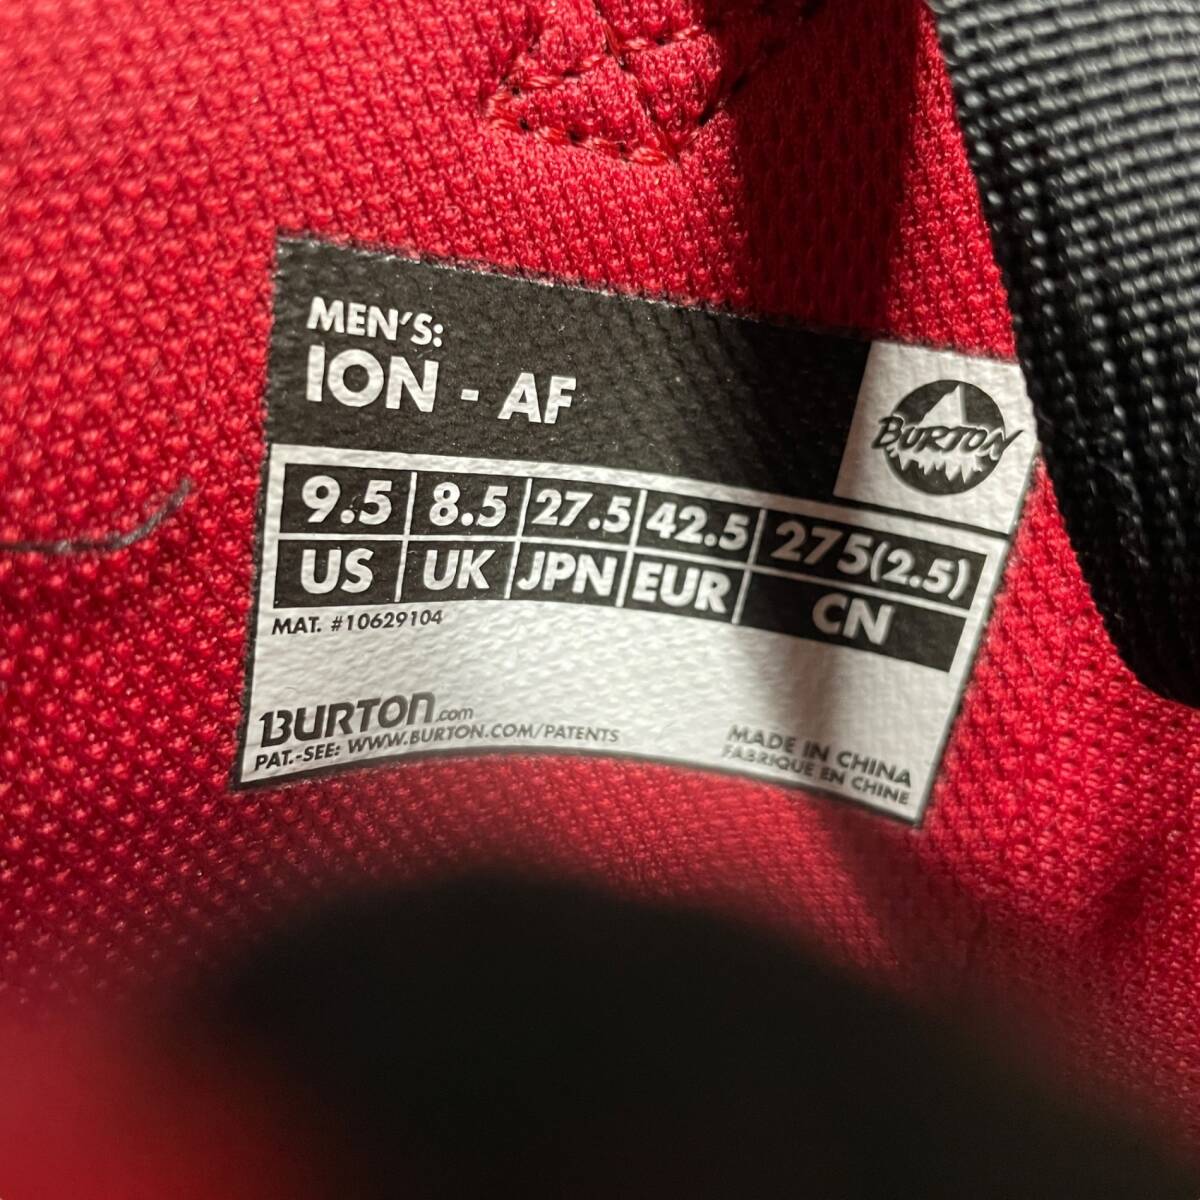 MEN'S:
ION - AF
BURTON
9.5 8.5 27.5 42.5 275(2.5)
US UK JPN EUR CN
MAT. #10629104
BURTON.com
PAT.-SEE: WWW.BURTON.COM/PATENTS
MADE IN CHINA
FABRIQUE EN CHINE